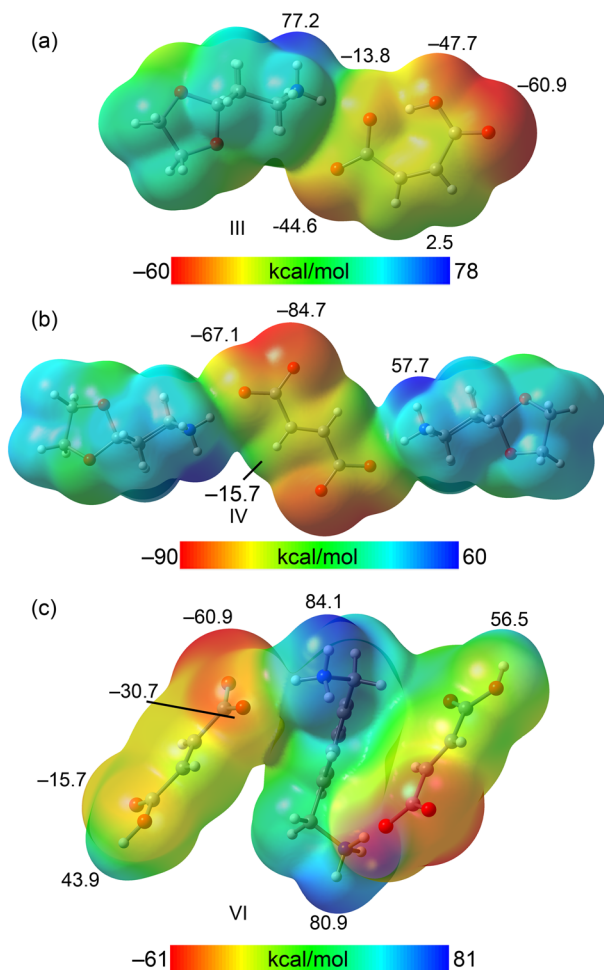 (a)
77.2
–13.8
–47.7
–60.9
III
-44.6
2.5
–60
kcal/mol
78
(b)
–84.7
–67.1
57.7
–15.7
IV
–90
kcal/mol
60
(c)
–60.9
84.1
56.5
–30.7
–15.7
43.9
VI
80.9
–61
kcal/mol
81